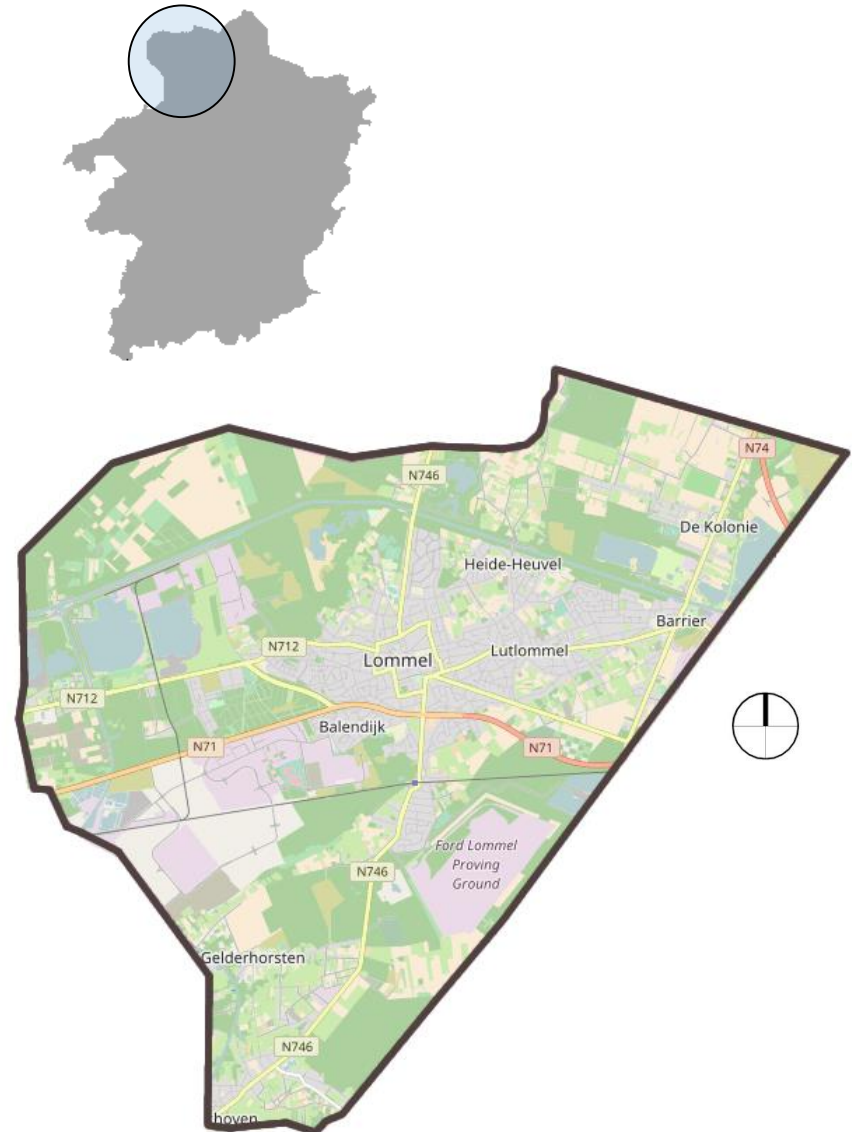 N74
N746
De Kolonie
Heide-Heuvel
Barrier
N712
Lutlommel
Lommel
N712
Balendijk
N71
N71
Ford Lommel
Proving
Ground
N746
Gelderhorsten
N746
hoven